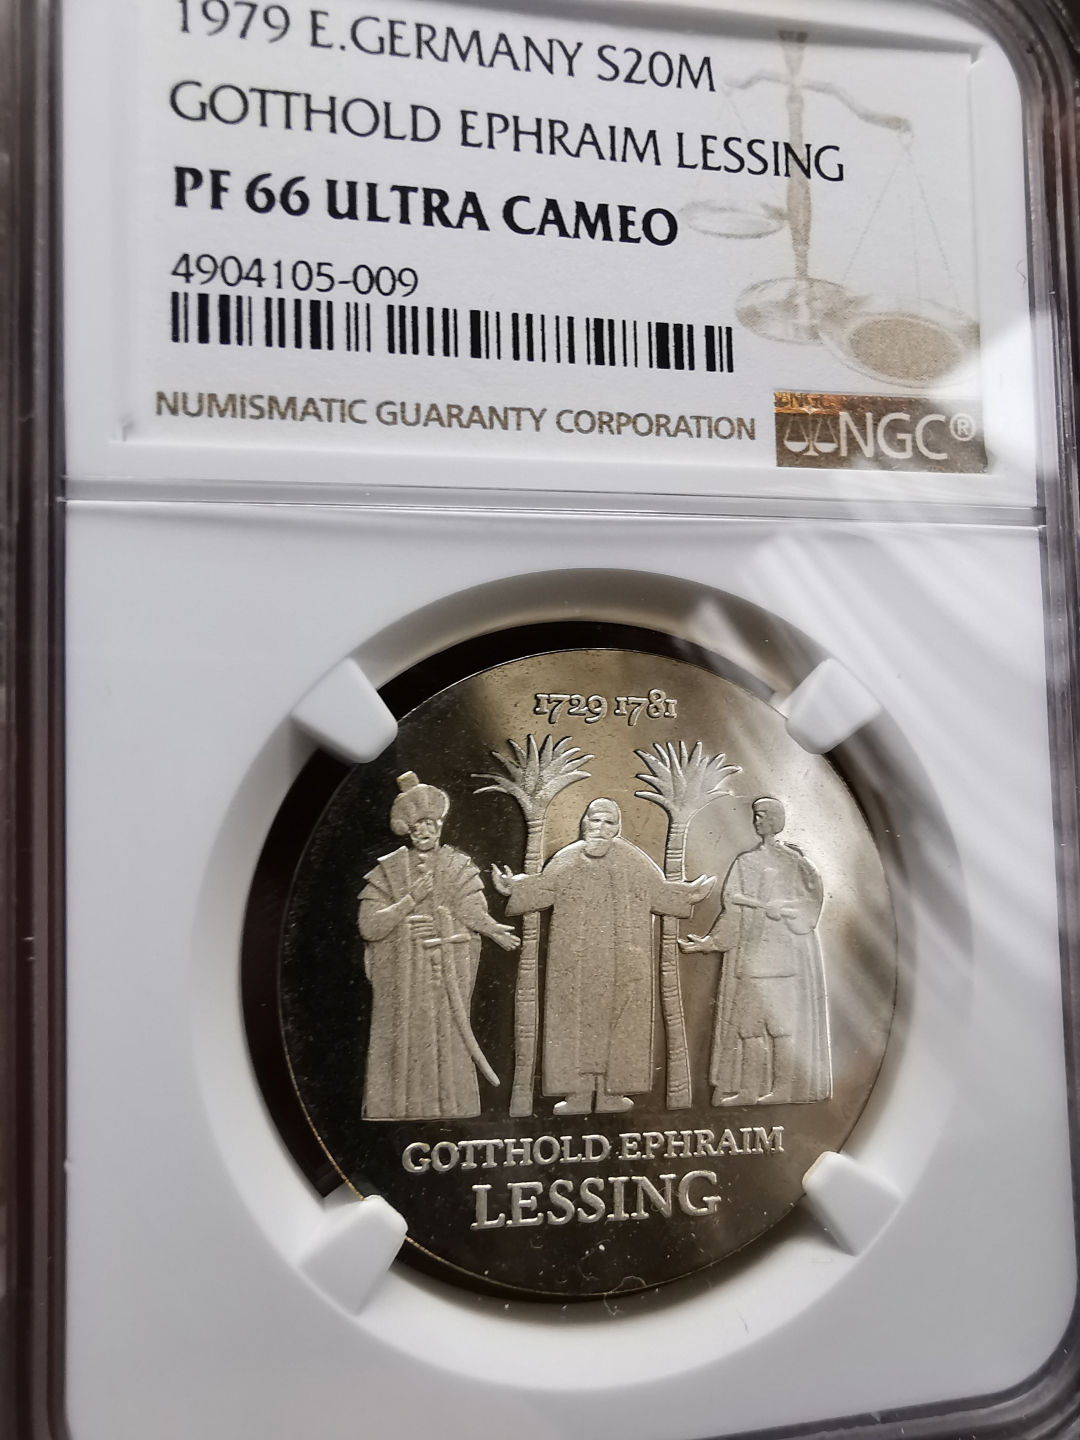 1979 E.GERMANY S20M
GOTTHOLD EPHRAIM LESSING
PF 66 ULTRA CAMEO
4904105-009
NUMISMATIC GUARANTY CORPORATION
NGC
NGC®
1729 1781
GOTTHOLD EPHRAIM
LESSING